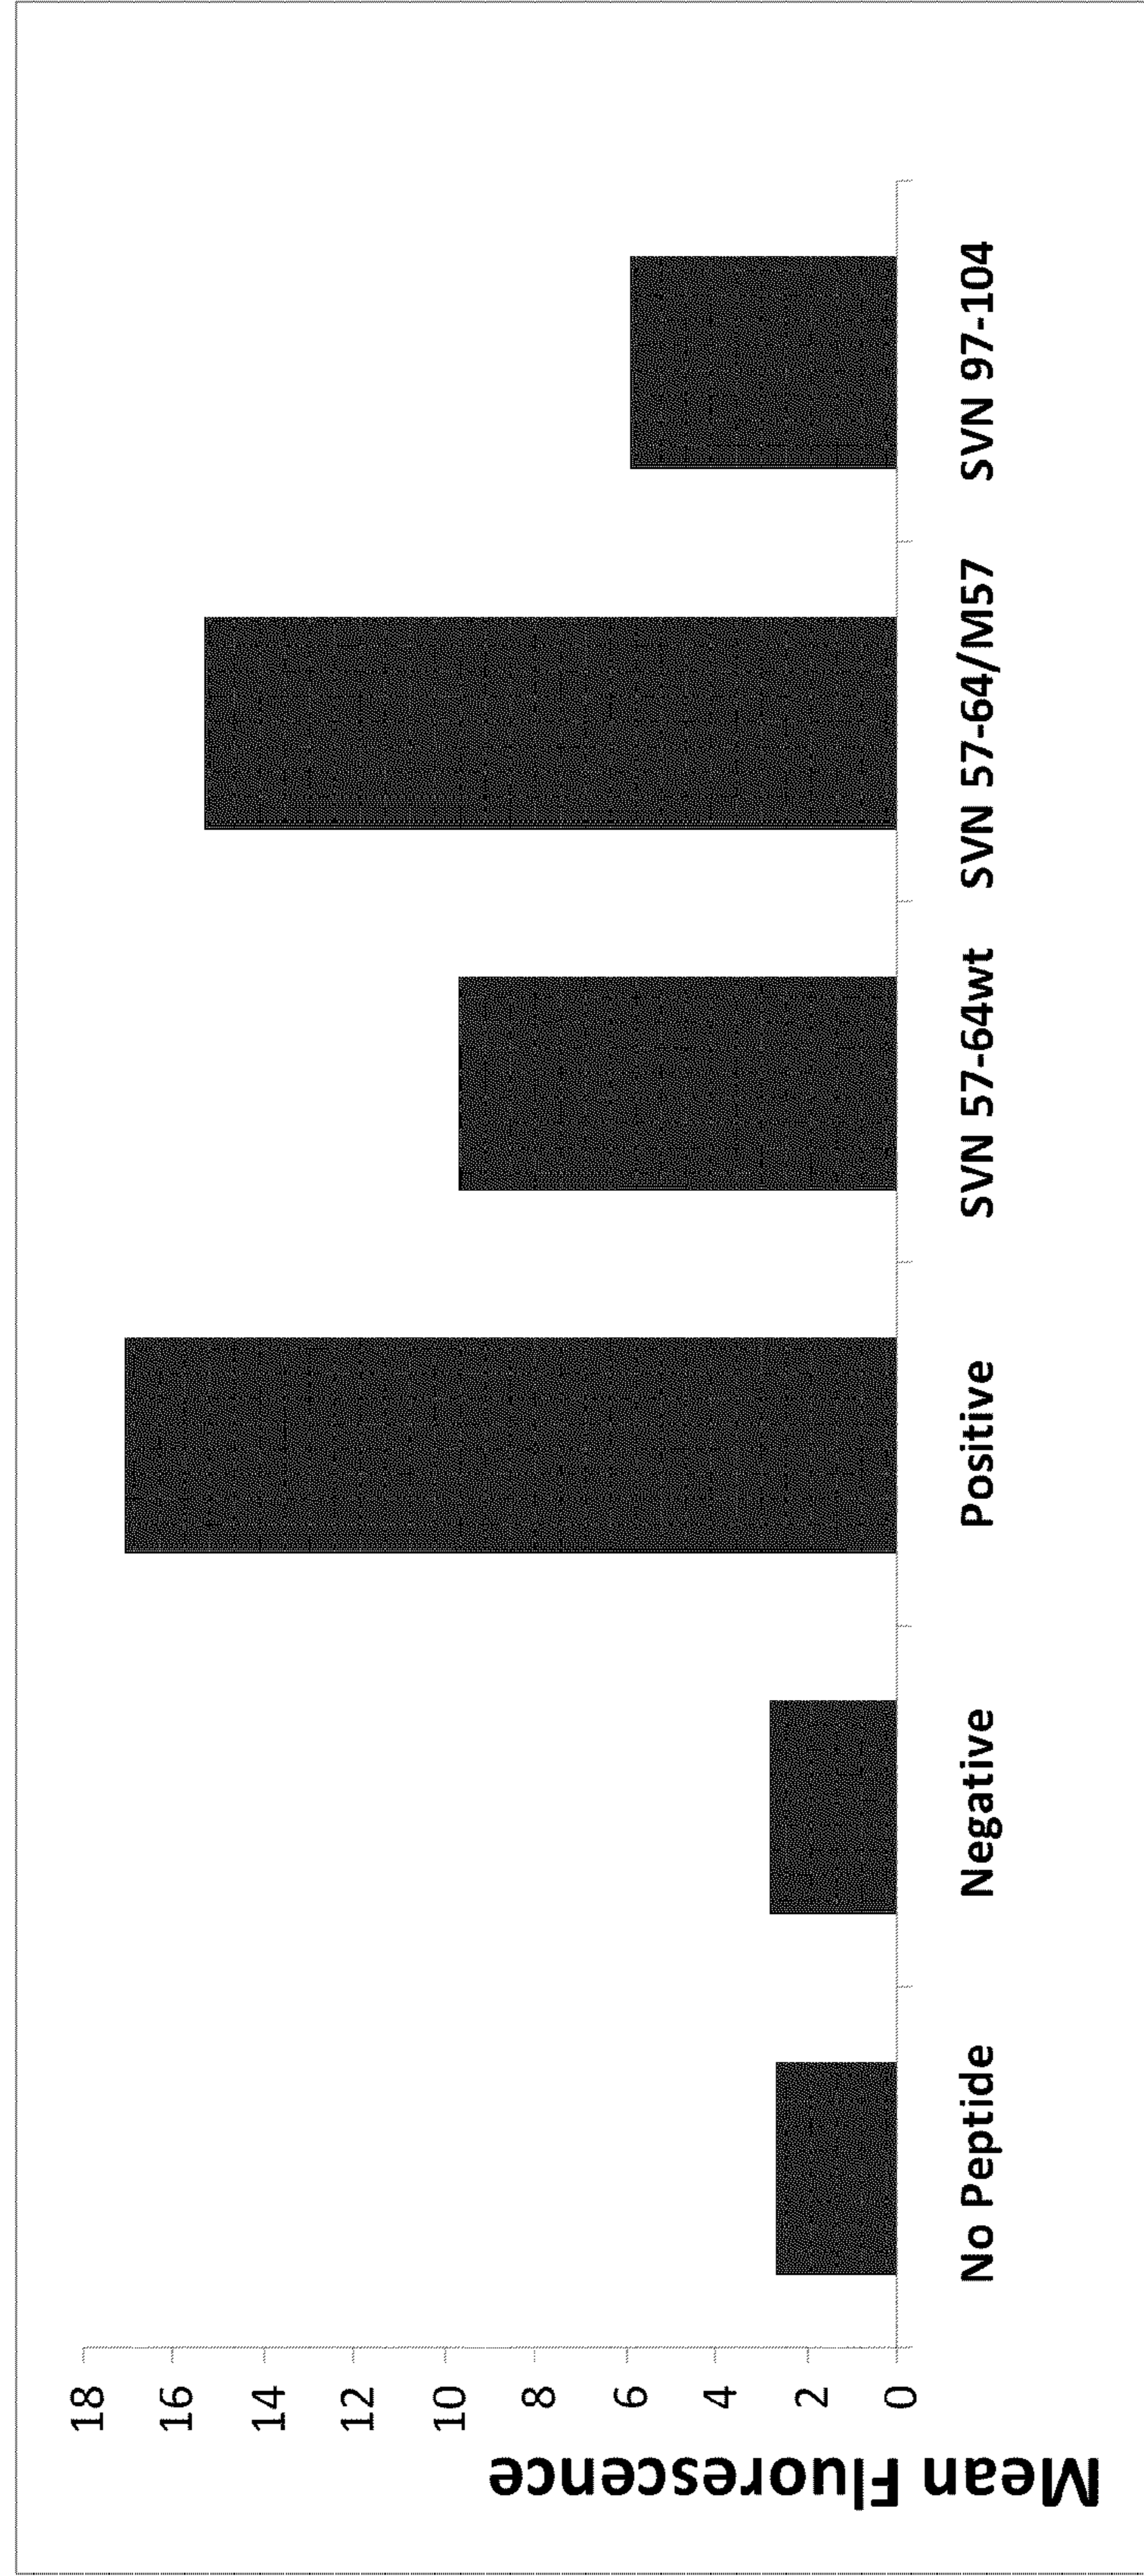 Mean Fluorescence
18
16
14
12
10
8
6
4
2
0
No Peptide
Negative
Positive
SVN 57-64wt
SVN 57-64/M57
SVN 97-104